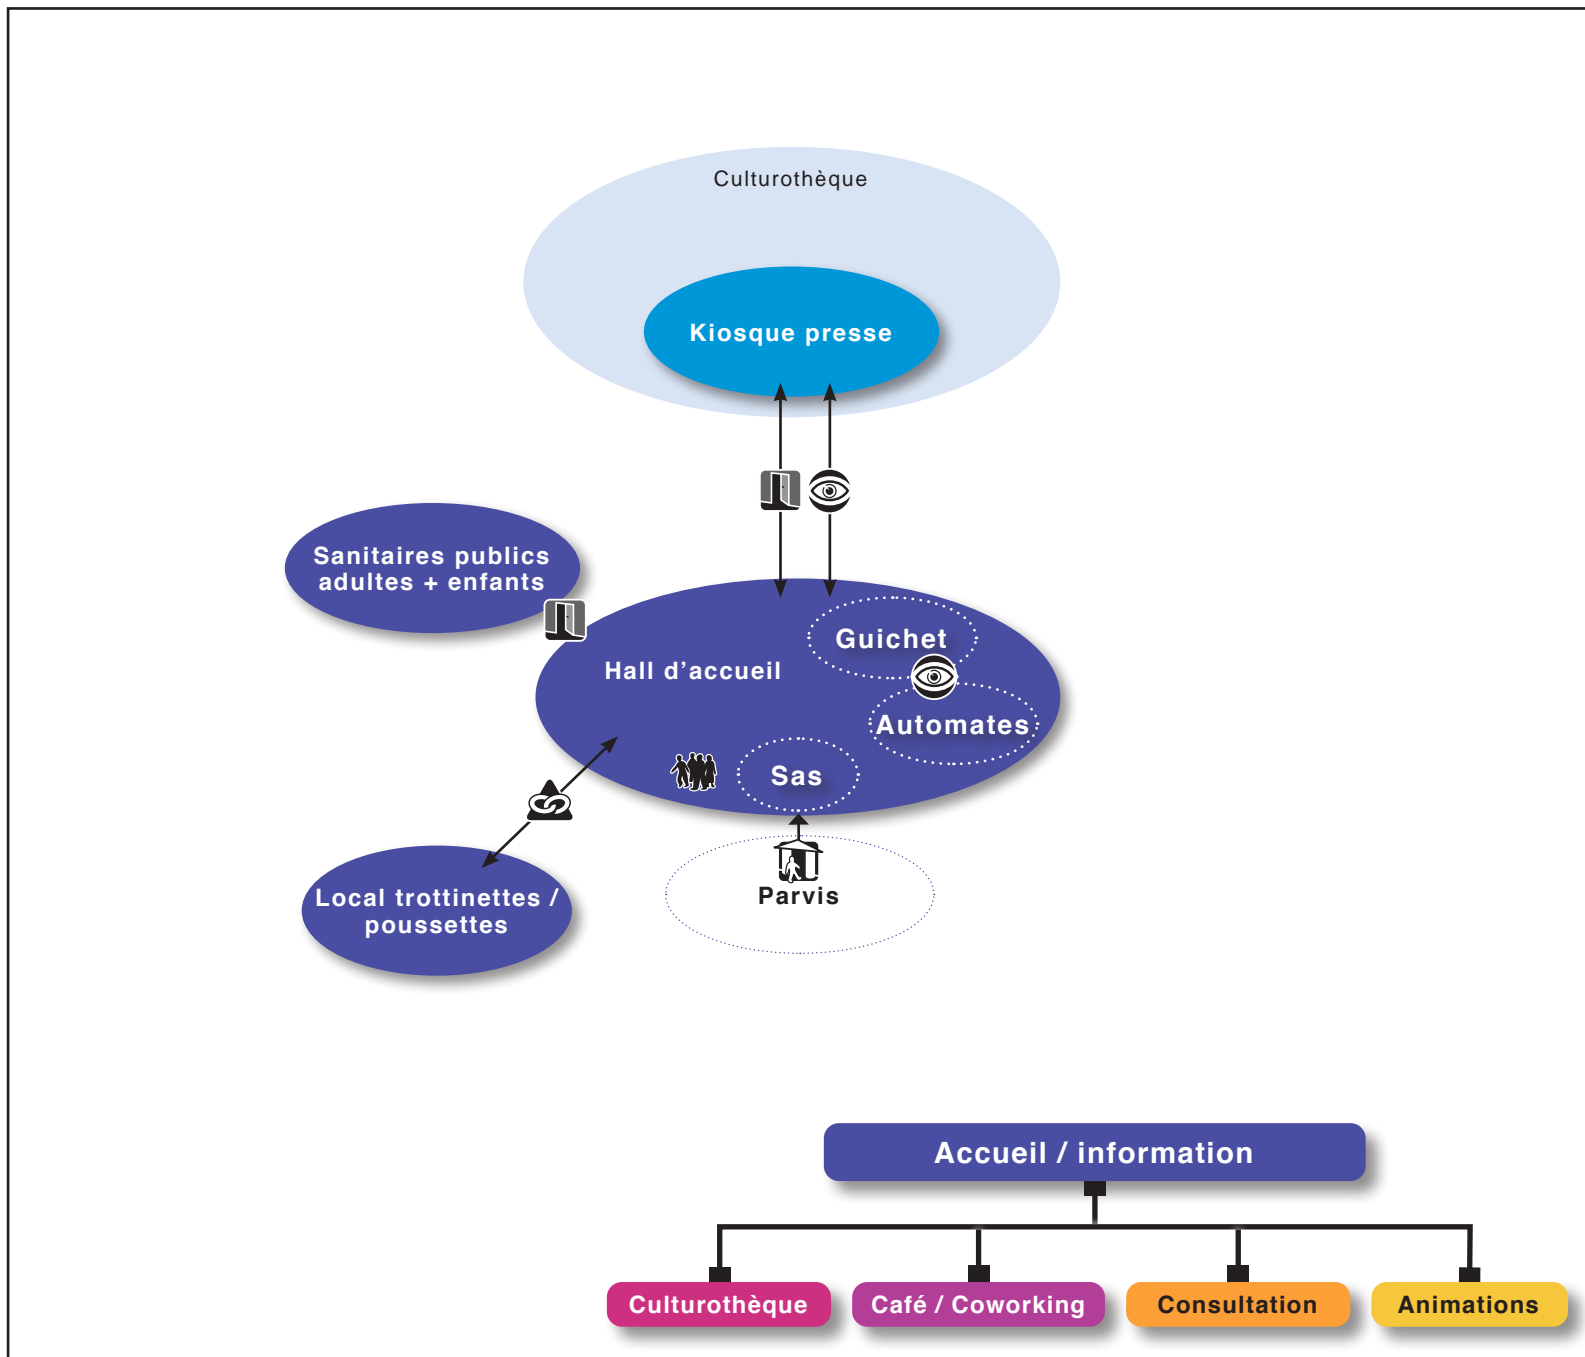 Culturothèque
Kiosque presse
Sanitaires publics
adultes + enfants
Guichet
Hall d'accueil
Automates
Sas
Local trottinettes /
poussettes
Parvis
Accueil / information
Culturothèque
Café / Coworking
Consultation
Animations